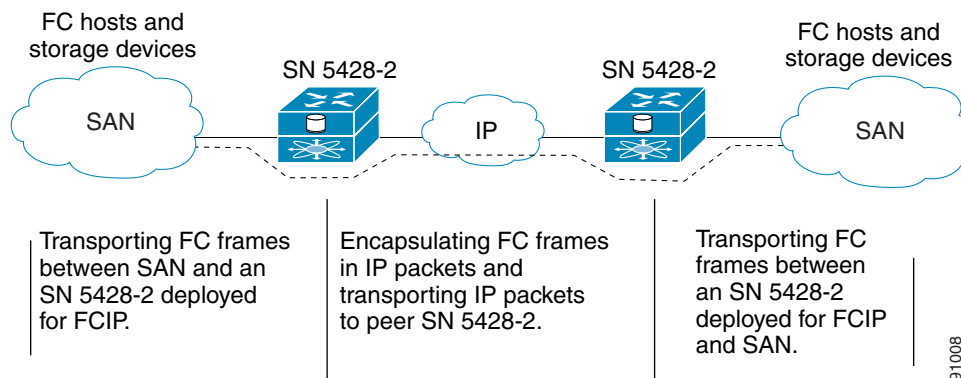 FC hosts and
storage devices
SN 5428-2
SN 5428-2
FC hosts and
storage devices
SAN
IP
SAN
Transporting FC frames
between SAN and an
SN 5428-2 deployed
for FCIP.
Encapsulating FC frames
in IP packets and
transporting IP packets
to peer SN 5428-2.
Transporting FC
frames between
an SN 5428-2
deployed for FCIP
and SAN.
91008